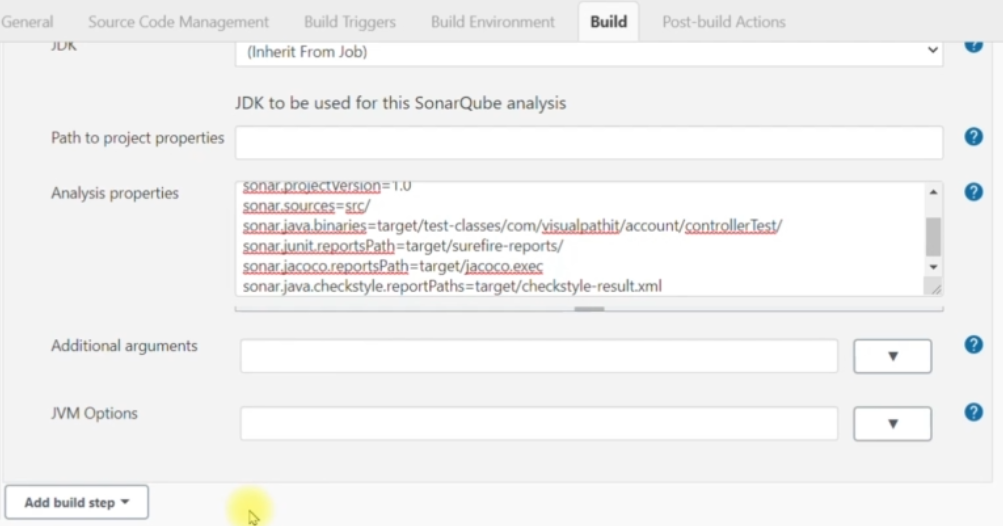 General Source Code Management Build Triggers Build Environment Build Post-build Actions
JDK
(Inherit From Job)
JDK to be used for this SonarQube analysis
Path to project properties
Analysis properties
sonar.projectVersion=1.0
sonar.sources=src/
sonar.java.binaries=target/test-classes/com/visualpathit/account/controllerTest/
sonar.junit.reportsPath=target/surefire-reports/
sonar.jacoco.reportsPath=target/jacoco.exec
sonar.java.checkstyle.reportPaths=target/checkstyle-result.xml
Additional arguments
JVM Options
Add build step